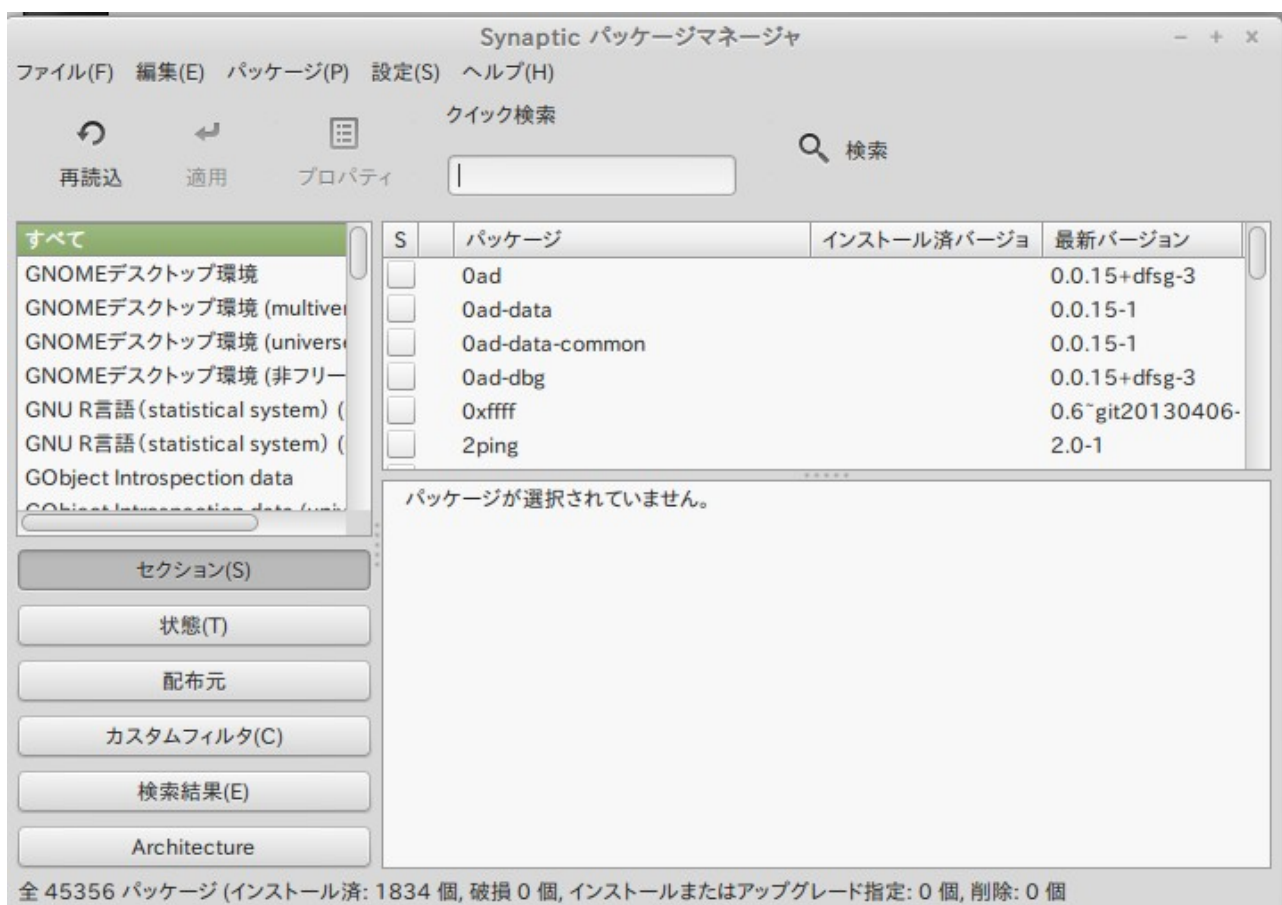 Synaptic パッケージマネージャ
ファイル(F) 編集(E) パッケージ(P) 設定(S) ヘルプ(H)
クイック検索
再読込 適用 プロパティ
検索
すべて
GNOMEデスクトップ環境
GNOMEデスクトップ環境 (multive
GNOMEデスクトップ環境 (univers
GNOMEデスクトップ環境 (非フリー
GNU R言語(statistical system) (
GNU R言語(statistical system) (
GObject Introspection data
S パッケージ インストール済バージョ 最新バージョン
0ad 0.0.15+dfsg-3
0ad-data 0.0.15-1
0ad-data-common 0.0.15-1
0ad-dbg 0.0.15+dfsg-3
0xffff 0.6~git20130406-
2ping 2.0-1
パッケージが選択されていません。
セクション(S)
状態(T)
配布元
カスタムフィルタ(C)
検索結果(E)
Architecture
全 45356 パッケージ (インストール済: 1834 個, 破損 0 個, インストールまたはアップグレード指定: 0 個, 削除: 0 個